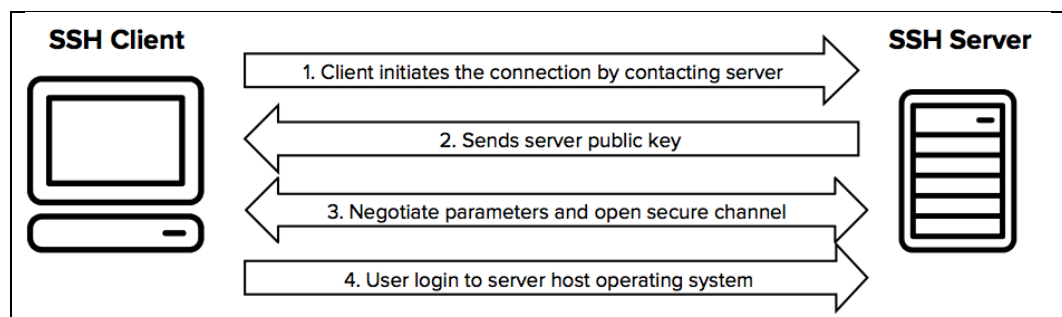 SSH Client
SSH Server
1. Client initiates the connection by contacting server
2. Sends server public key
3. Negotiate parameters and open secure channel
4. User login to server host operating system